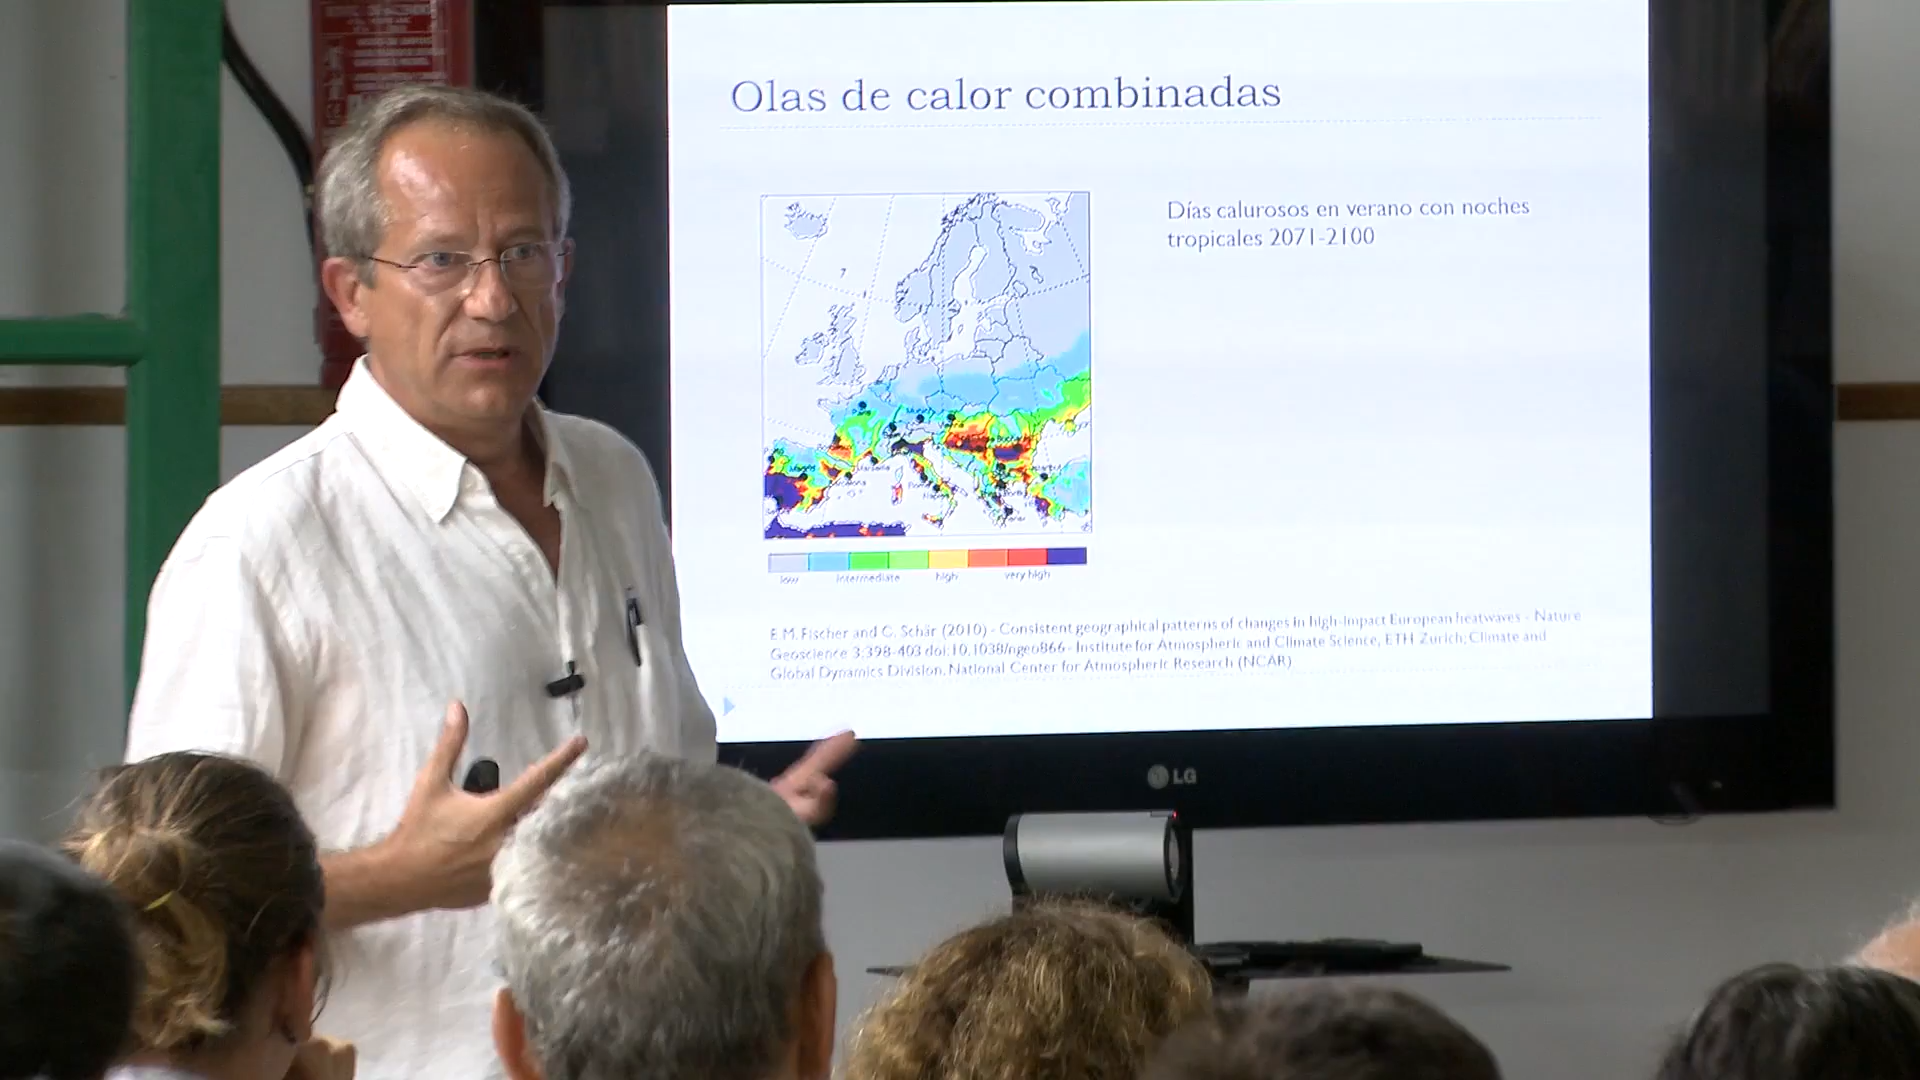 Olas de calor combinadas
Días calurosos en verano con noches
tropicales 2071-2100
Paris
Madrid
Marseille
low
intermediate
high
very high
E.M. Fischer and C. Schär (2010) - Consistent geographical patterns of changes in high-impact European heatwaves - Nature
Geoscience 3:398-403 doi:10.1038/ngeo866 - Institute for Atmospheric and Climate Science, ETH Zurich; Climate and
Global Dynamics Division, National Center for Atmospheric Research (NCAR)
LG